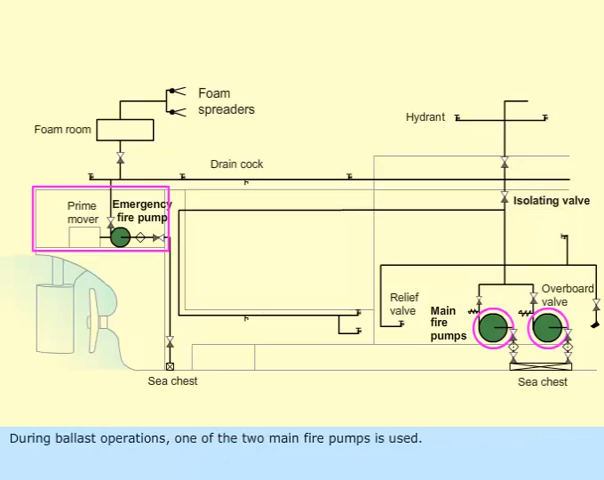 Foam
spreaders
Foam room
Hydrant
Drain cock
Prime
mover
Emergency
fire pump
Isolating valve
Relief
valve
Main
fire
pumps
Overboard
valve
Sea chest
Sea chest
During ballast operations, one of the two main fire pumps is used.